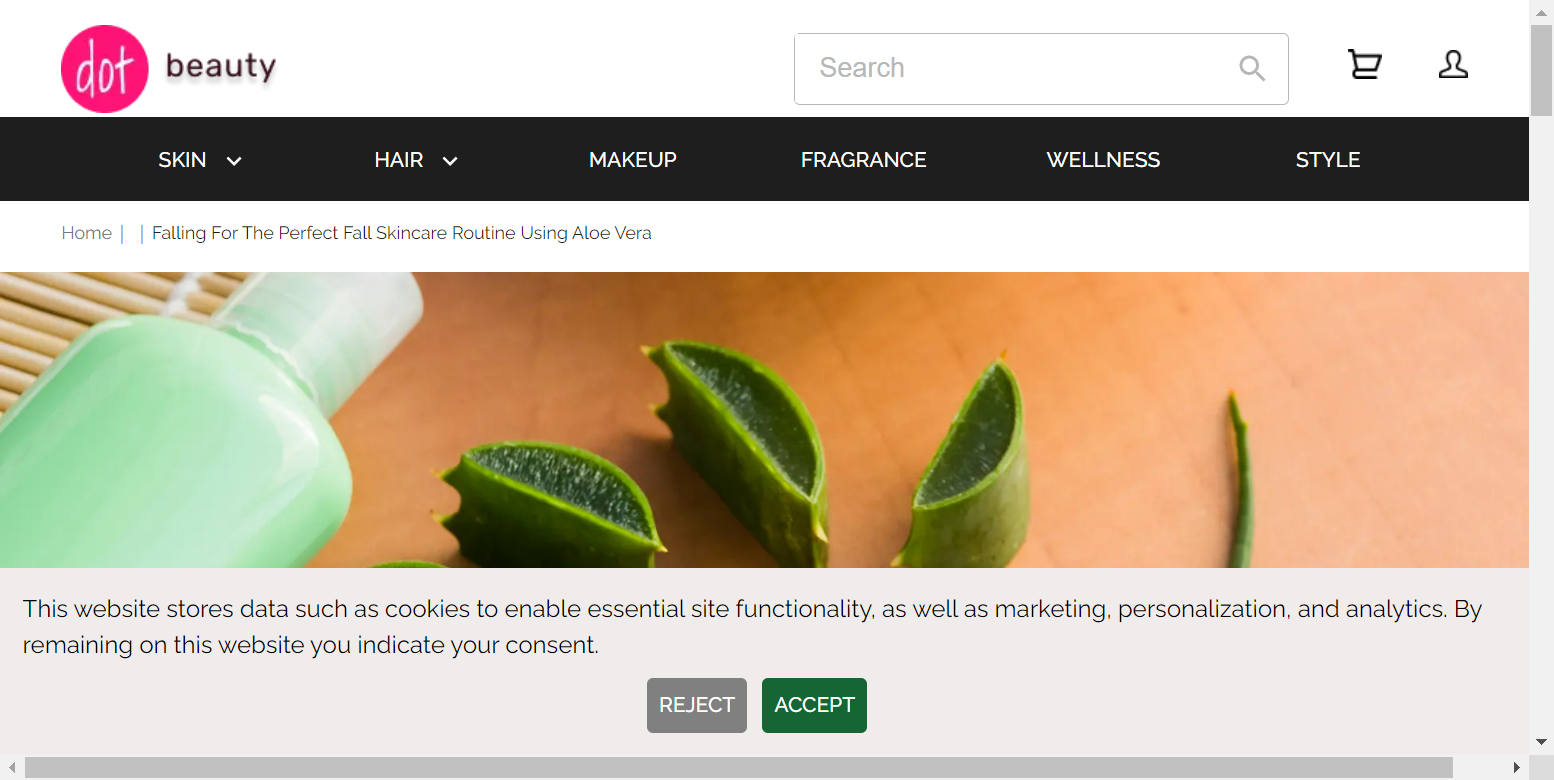 dot beauty
Search
SKIN HAIR MAKEUP FRAGRANCE WELLNESS STYLE
Home | | Falling For The Perfect Fall Skincare Routine Using Aloe Vera
This website stores data such as cookies to enable essential site functionality, as well as marketing, personalization, and analytics. By
remaining on this website you indicate your consent.
REJECT ACCEPT